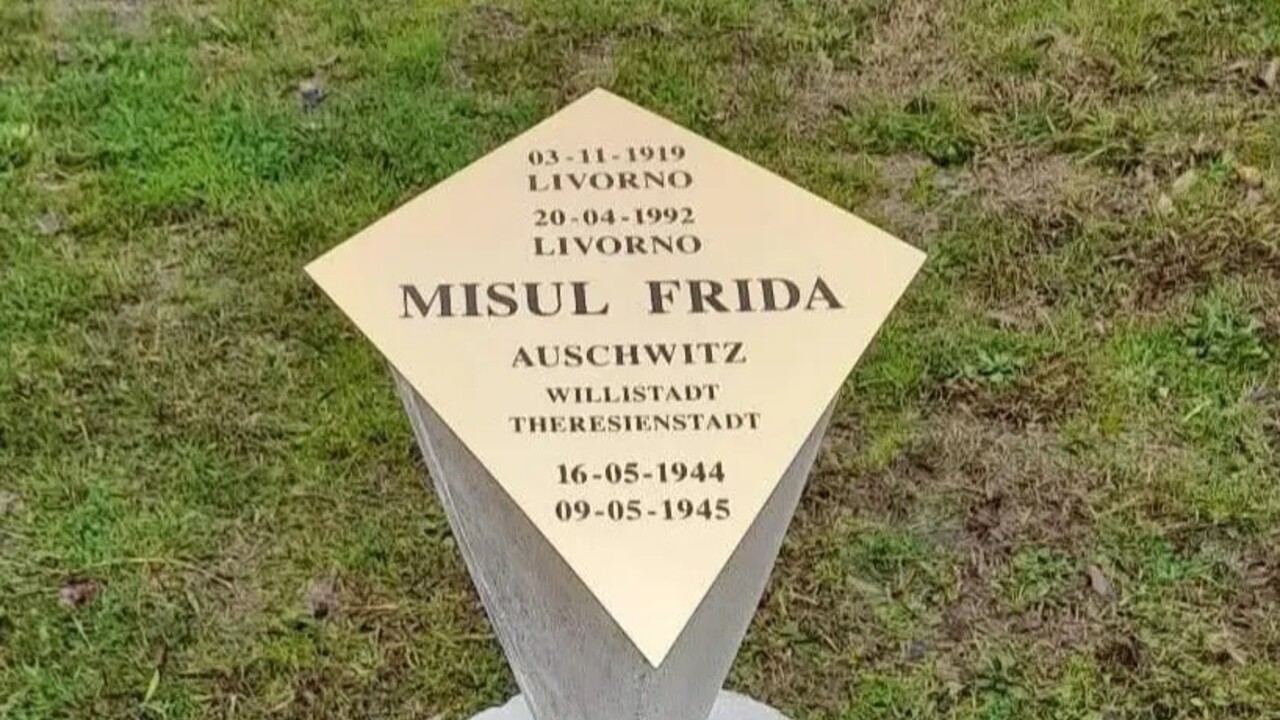 03-11-1919
LIVORNO
20-04-1992
LIVORNO
MISUL FRIDA
AUSCHWITZ
WILLISTADT
THERESIENSTADT
16-05-1944
09-05-1945